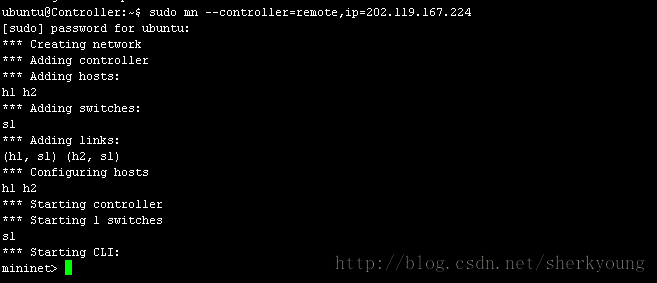 ubuntu@Controller:~$ sudo mn --controller=remote,ip=202.119.167.224
[sudo] password for ubuntu:
*** Creating network
*** Adding controller
*** Adding hosts:
h1 h2
*** Adding switches:
s1
*** Adding links:
(h1, s1) (h2, s1)
*** Configuring hosts
h1 h2
*** Starting controller
*** Starting 1 switches
s1
*** Starting CLI:
mininet>
http://blog.csdn.net/sherkyoung